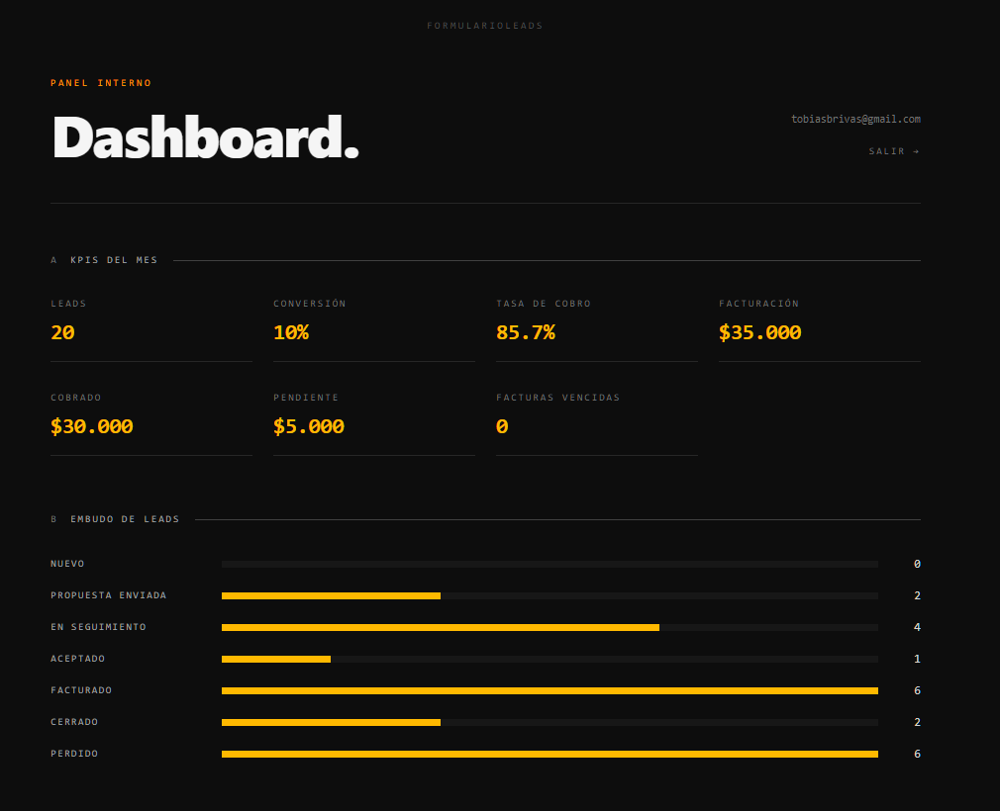 FORMULARIOLEADS
PANEL INTERNO
Dashboard.
tobiasbrivas@gmail.com
SALIR →
A KPIS DEL MES
LEADS CONVERSIÓN TASA DE COBRO FACTURACIÓN
20 10% 85.7% $35.000
COBRADO PENDIENTE FACTURAS VENCIDAS
$30.000 $5.000 0
B EMBUDO DE LEADS
NUEVO 0
PROPUESTA ENVIADA 2
EN SEGUIMIENTO 4
ACEPTADO 1
FACTURADO 6
CERRADO 2
PERDIDO 6